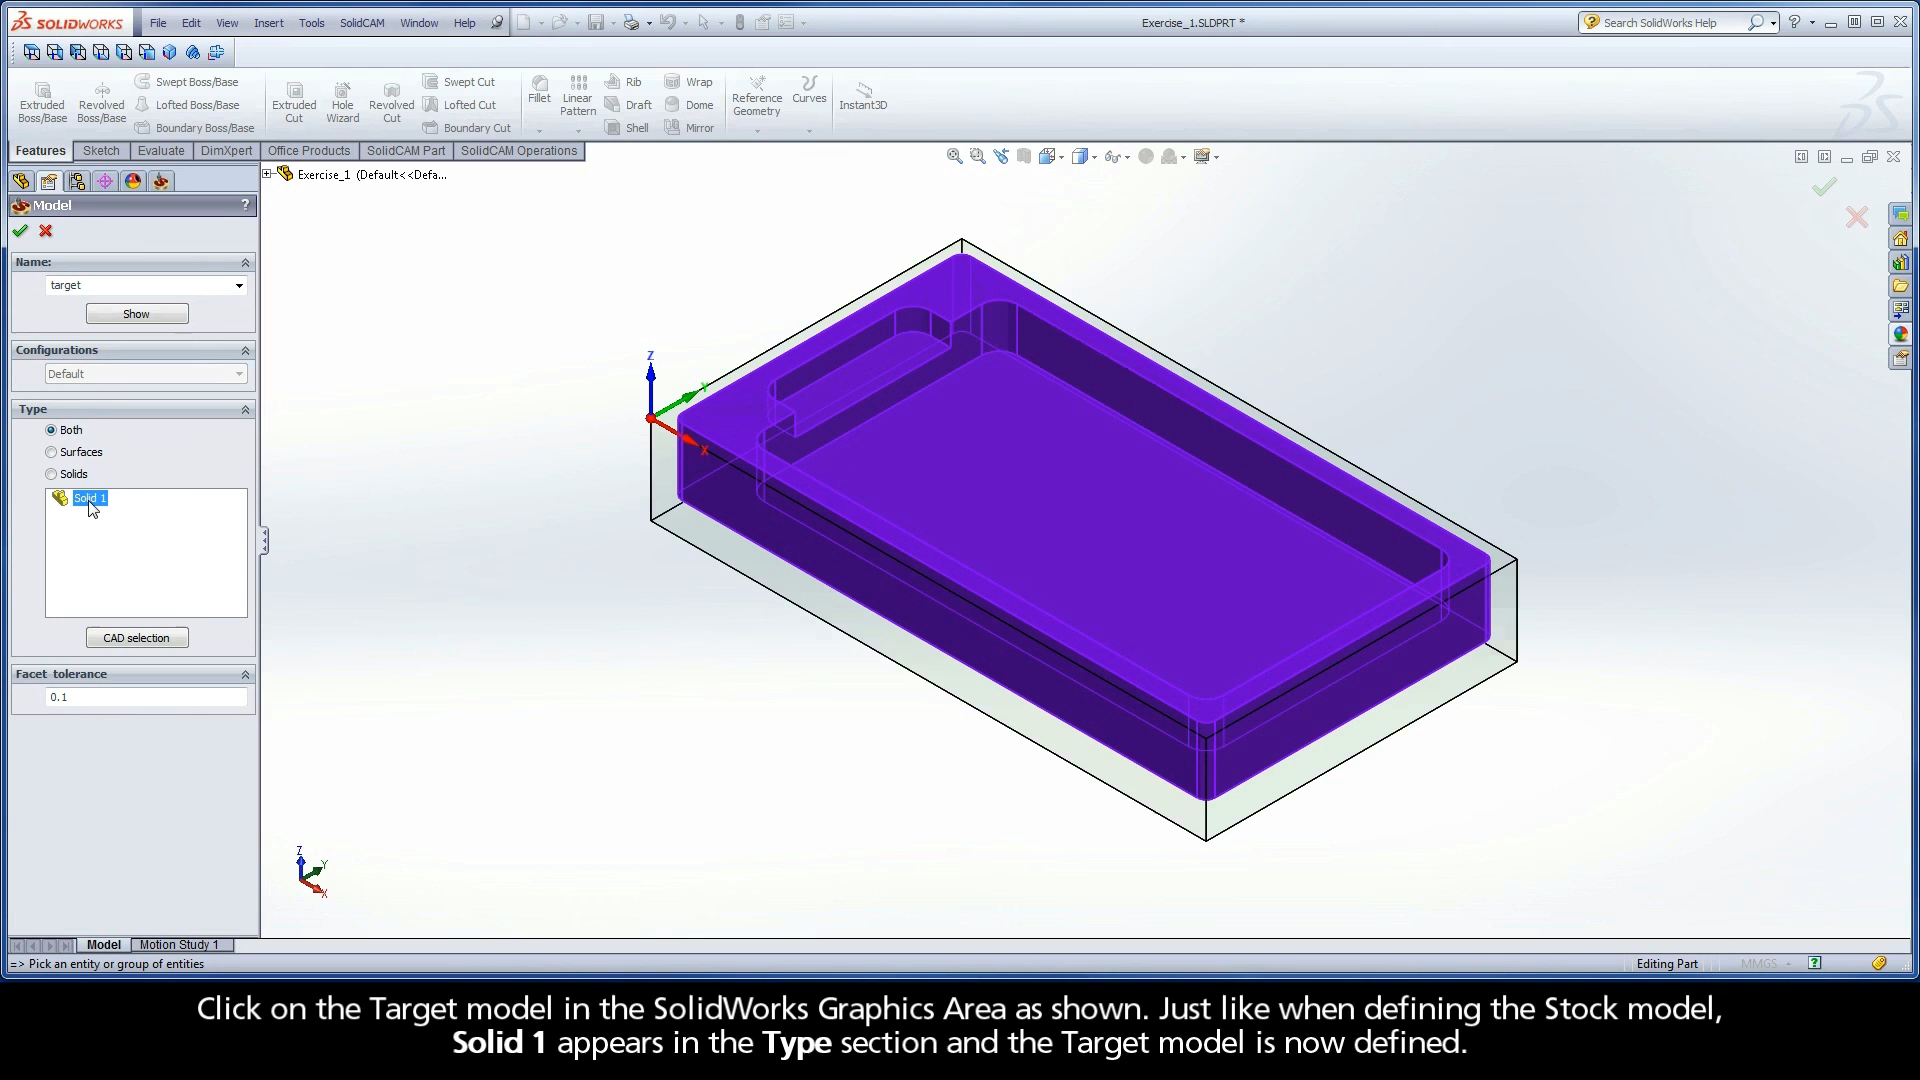 SOLIDWORKS File Edit View Insert Tools SolidCAM Window Help Exercise_1.SLDPRT * Search SolidWorks Help ?
Extruded Boss/Base
Revolved Boss/Base
Swept Boss/Base
Lofted Boss/Base
Boundary Boss/Base
Extruded Cut
Hole Wizard
Revolved Cut
Swept Cut
Lofted Cut
Boundary Cut
Fillet
Linear Pattern
Rib
Draft
Shell
Wrap
Dome
Mirror
Reference Geometry
Curves
Instant3D
Features Sketch Evaluate DimXpert Office Products SolidCAM Part SolidCAM Operations
Exercise_1 (Default<<Defa...
Model ?
Name:
target
Show
Configurations
Default
Type
Both
Surfaces
Solids
Solid 1
CAD selection
Facet tolerance
0.1
Z
Y
X
Z
Y
X
Model Motion Study 1
=> Pick an entity or group of entities Editing Part MMGS ?
Click on the Target model in the SolidWorks Graphics Area as shown. Just like when defining the Stock model,
Solid 1 appears in the Type section and the Target model is now defined.